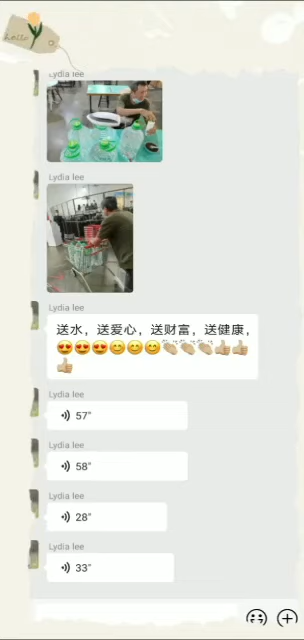 hello
Lydia lee
Lydia lee
Lydia lee
送水，送爱心，送财富，送健康，
Lydia lee
57"
Lydia lee
58"
Lydia lee
28"
Lydia lee
33"